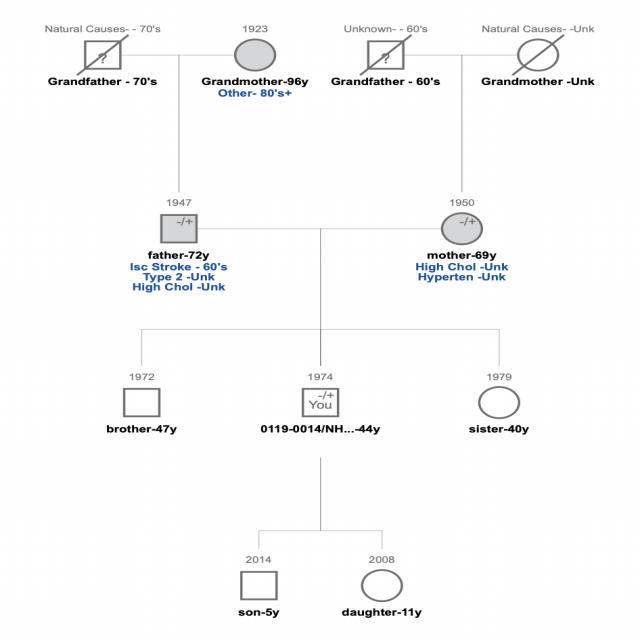 Natural Causes- - 70's
1923
Unknown- - 60's
Natural Causes- -Unk
?
?
Grandfather - 70's
Grandmother-96y
Grandfather - 60's
Grandmother -Unk
Other- 80's+
1947
1950
-/+
-/+
father-72y
mother-69y
Isc Stroke - 60's
High Chol -Unk
Type 2 -Unk
Hyperten -Unk
High Chol -Unk
1972
1974
1979
-/+
You
brother-47y
0119-0014/NH...-44y
sister-40y
2014
2008
son-5y
daughter-11y